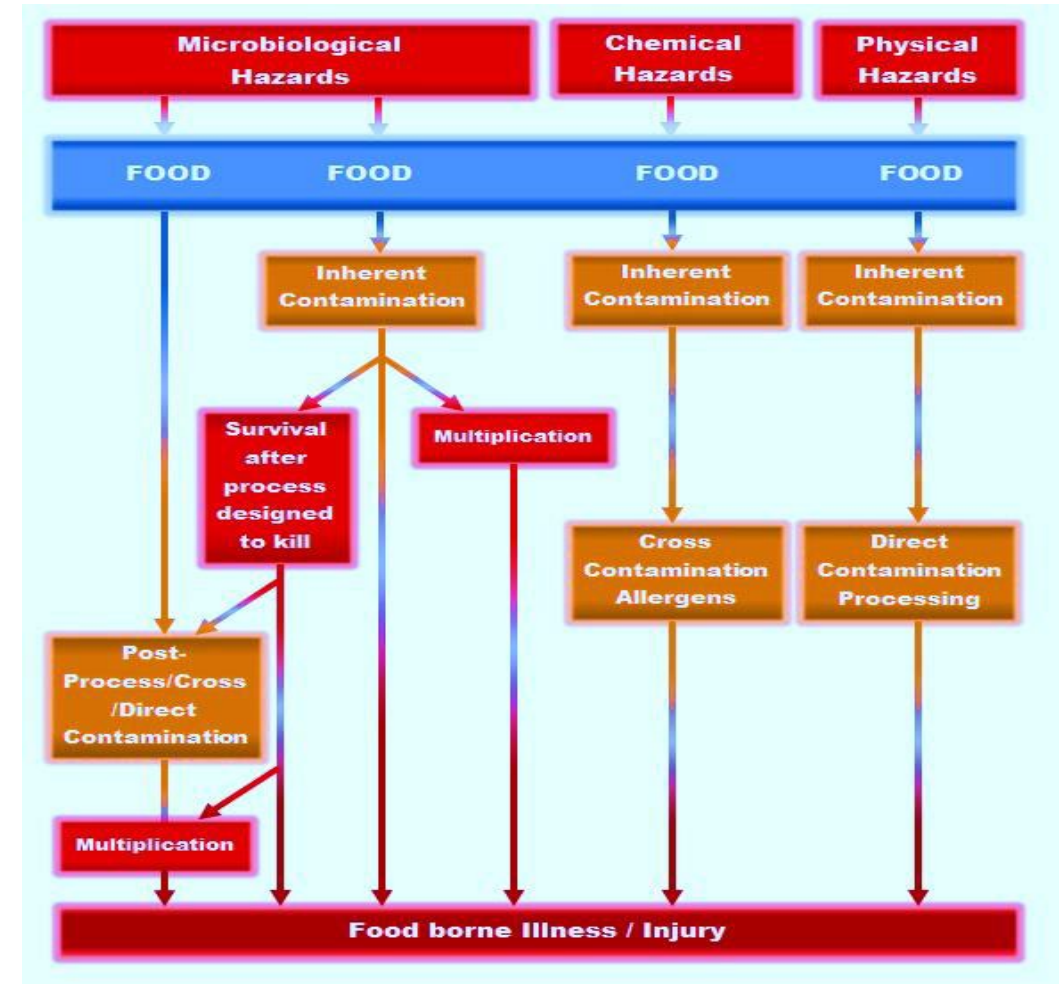 Microbiological
Hazards
Chemical
Hazards
Physical
Hazards
FOOD
FOOD
FOOD
FOOD
Inherent
Contamination
Inherent
Contamination
Inherent
Contamination
Survival
after
process
designed
to kill
Multiplication
Cross
Contamination
Allergens
Direct
Contamination
Processing
Post-
Process/Cross
/Direct
Contamination
Multiplication
Food borne Illness / Injury